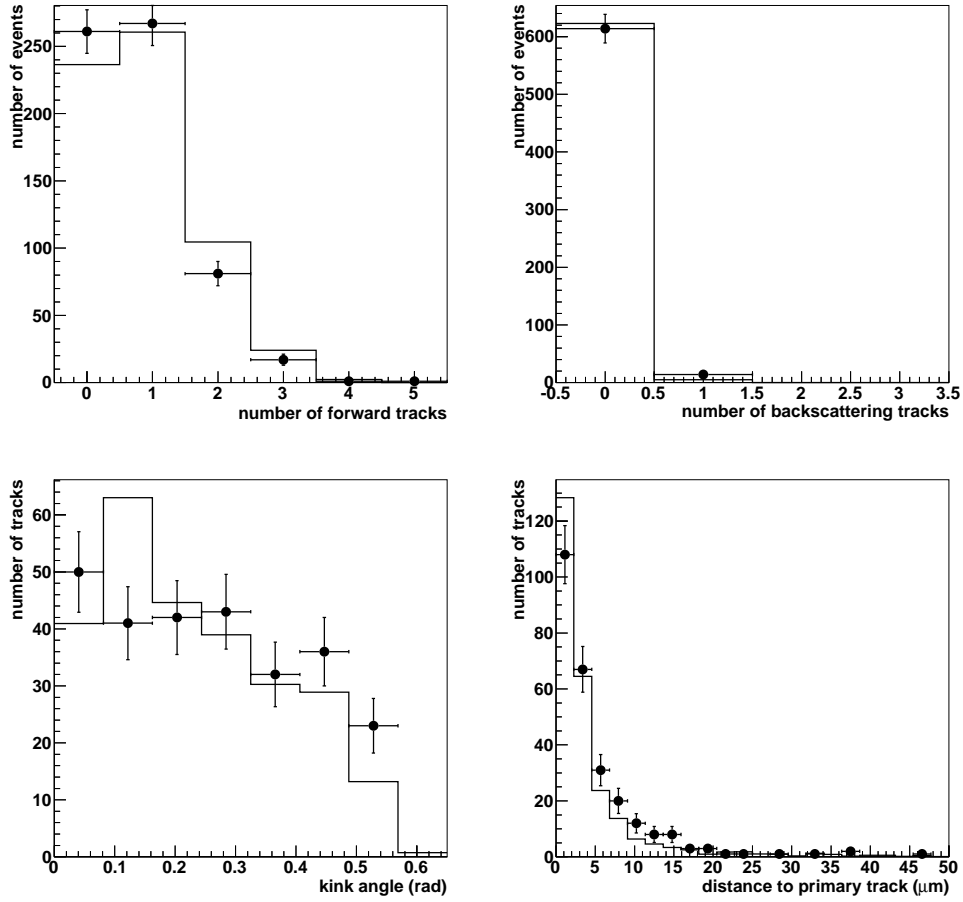 number of events
250
200
150
100
50
0
0 1 2 3 4 5
number of forward tracks
number of events
600
500
400
300
200
100
0
-0.5 0 0.5 1 1.5 2 2.5 3 3.5
number of backscattering tracks
number of tracks
60
50
40
30
20
10
0
0 0.1 0.2 0.3 0.4 0.5 0.6
kink angle (rad)
number of tracks
120
100
80
60
40
20
0
0 5 10 15 20 25 30 35 40 45 50
distance to primary track (μm)